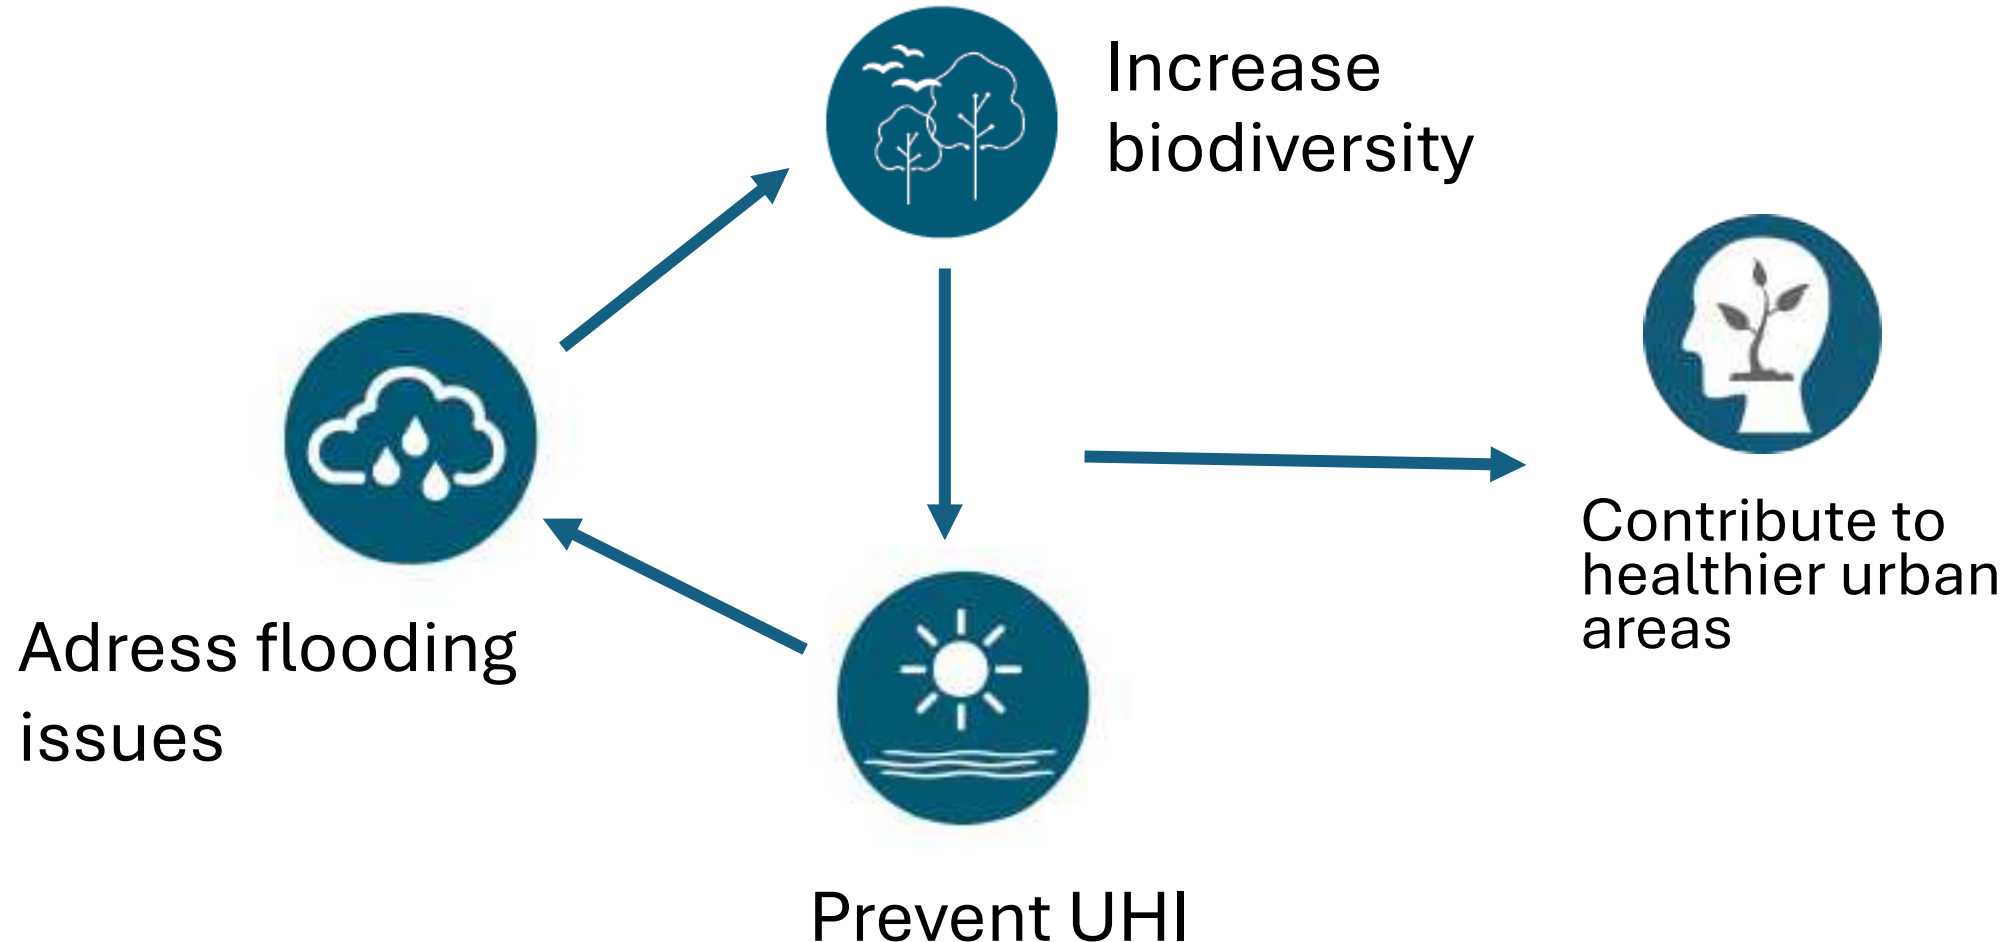 Increase
biodiversity
Contribute to
healthier urban
areas
Adress flooding
issues
Prevent UHI